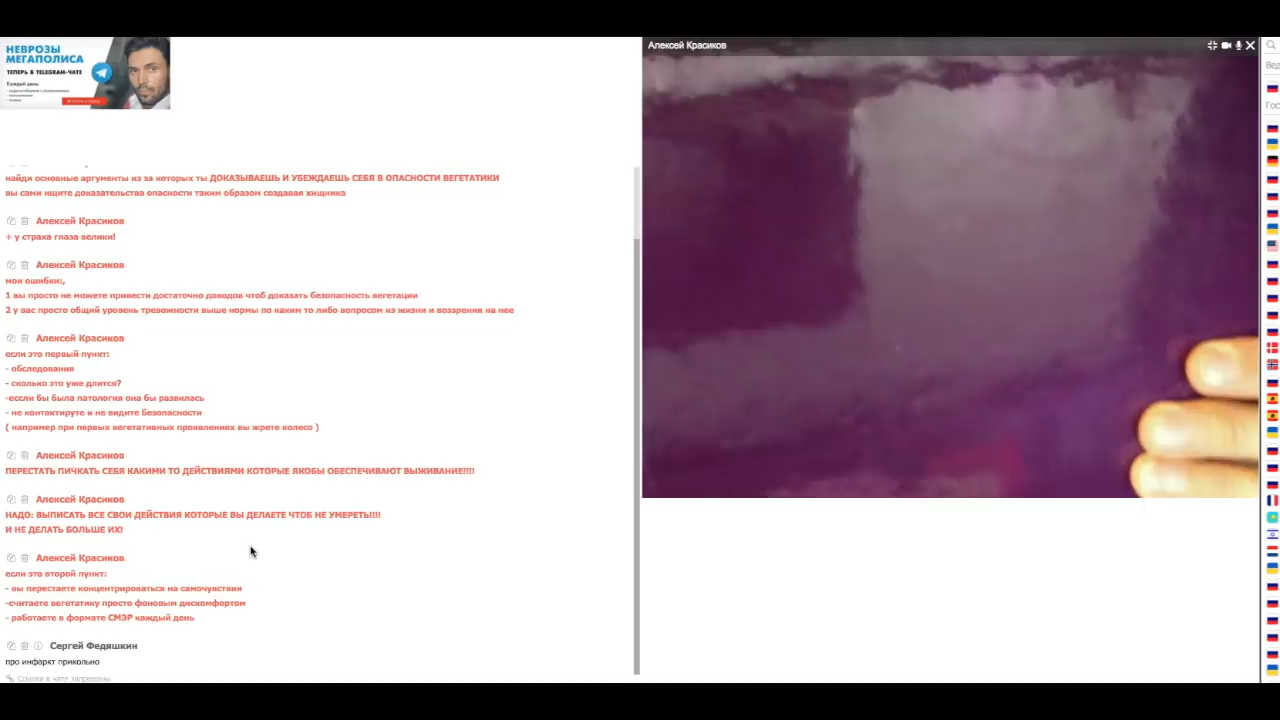 НЕВРОЗЫ
МЕГАПОЛИСА
ТЕПЕРЬ В TELEGRAM-ЧАТЕ
Каждый день:
Алексей Красиков
найди основные аргументы из за которых ты ДОКАЗЫВАЕШЬ И УБЕЖДАЕШЬ СЕБЯ В ОПАСНОСТИ ВЕГЕТАТИКИ
вы сами ищите доказательства опасности таким образом создавая хищника
Алексей Красиков
+ у страха глаза велики!
Алексей Красиков
мои ошибки:,
1 вы просто не можете привести достаточно доводов чтоб доказать безопасность вегетации
2 у вас просто общий уровень тревожности выше нормы по каким то либо вопросом из жизни и воззрения на нее
Алексей Красиков
если это первый пункт:
- обследования
- сколько это уже длится?
-ессли бы была патология она бы развилась
- не контактируте и не видите безопасности
( например при первых вегетативных проявлениях вы жрете колесо )
Алексей Красиков
ПЕРЕСТАТЬ ПИЧКАТЬ СЕБЯ КАКИМИ ТО ДЕЙСТВИЯМИ КОТОРЫЕ ЯКОБЫ ОБЕСПЕЧИВАЮТ ВЫЖИВАНИЕ!!!!
Алексей Красиков
НАДО: ВЫПИСАТЬ ВСЕ СВОИ ДЕЙСТВИЯ КОТОРЫЕ ВЫ ДЕЛАЕТЕ ЧТОБ НЕ УМЕРЕТЬ!!!!
И НЕ ДЕЛАТЬ БОЛЬШЕ ИХ!
Алексей Красиков
если это второй пункт:
- вы перестаете концентрироваться на самочувствии
-считаете вегетатику просто фоновым дискомфортом
- работаете в формате СМЭР каждый день
Сергей Федяшкин
про инфаркт прикольно
Ссылки в чате запрещены
Вед
Гос